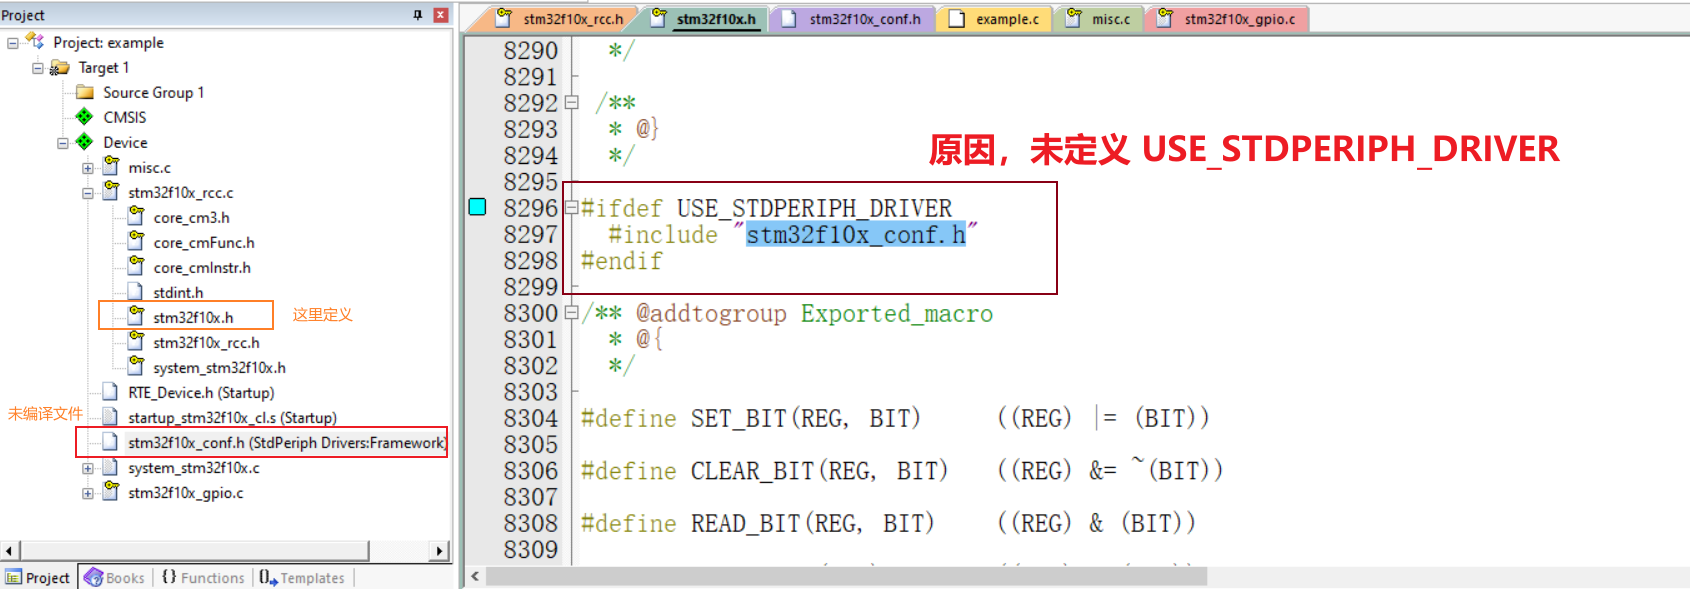 Project
Project: example
Target 1
Source Group 1
CMSIS
Device
misc.c
stm32f10x_rcc.c
core_cm3.h
core_cmFunc.h
core_cmInstr.h
stdint.h
stm32f10x.h
这里定义
stm32f10x_rcc.h
system_stm32f10x.h
RTE_Device.h (Startup)
未编译文件
startup_stm32f10x_cl.s (Startup)
stm32f10x_conf.h (StdPeriph Drivers:Framework)
system_stm32f10x.c
stm32f10x_gpio.c
Project Books {} Functions Templates
stm32f10x_rcc.h stm32f10x.h stm32f10x_conf.h example.c misc.c stm32f10x_gpio.c
8290 */
8291
8292 /**
8293 * @}
8294 */
原因，未定义 USE_STDPERIPH_DRIVER
8295
8296 #ifdef USE_STDPERIPH_DRIVER
8297 #include "stm32f10x_conf.h"
8298 #endif
8299
8300 /** @addtogroup Exported_macro
8301 * @{
8302 */
8303
8304 #define SET_BIT(REG, BIT) ((REG) |= (BIT))
8305
8306 #define CLEAR_BIT(REG, BIT) ((REG) &= ~(BIT))
8307
8308 #define READ_BIT(REG, BIT) ((REG) & (BIT))
8309